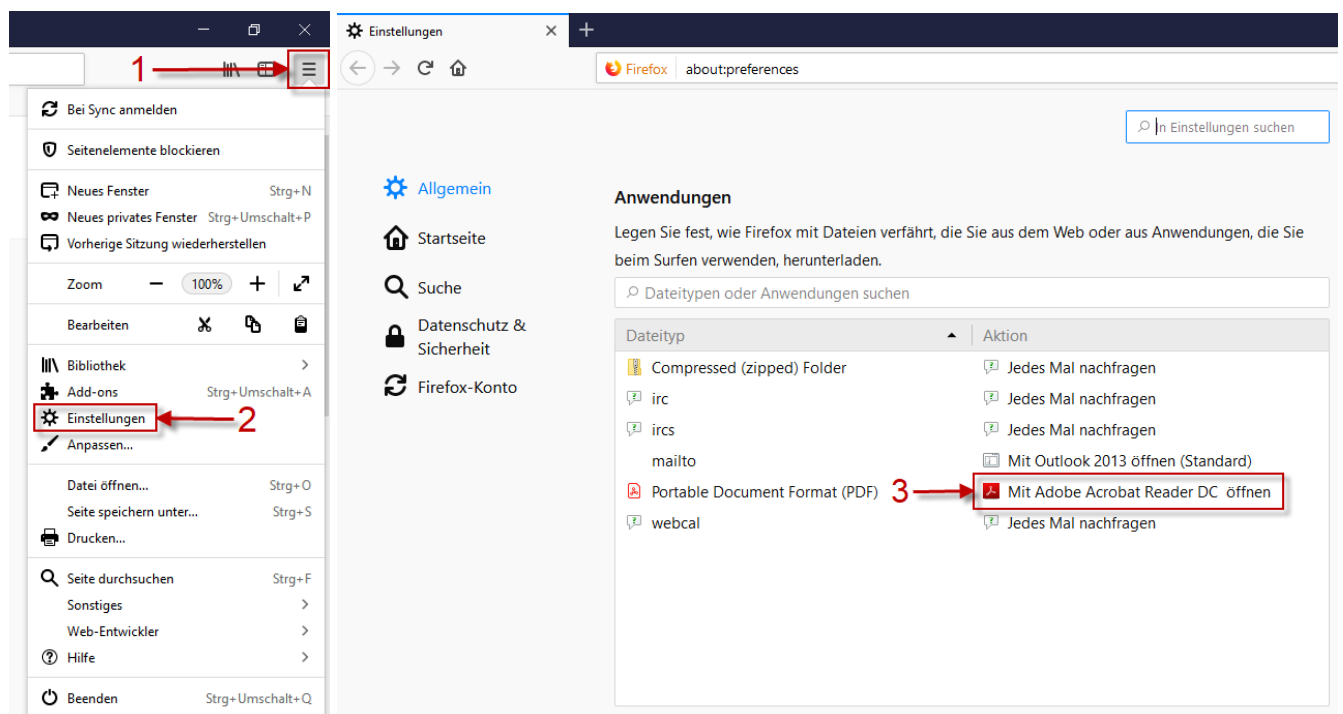 1
Bei Sync anmelden
Seitenelemente blockieren
Neues Fenster Strg+N
Neues privates Fenster Strg+Umschalt+P
Vorherige Sitzung wiederherstellen
Zoom 100%
Bearbeiten
Bibliothek
Add-ons Strg+Umschalt+A
Einstellungen 2
Anpassen...
Datei öffnen... Strg+O
Seite speichern unter... Strg+S
Drucken...
Seite durchsuchen Strg+F
Sonstiges
Web-Entwickler
Hilfe
Beenden Strg+Umschalt+Q
Einstellungen
Firefox about:preferences
In Einstellungen suchen
Allgemein
Startseite
Suche
Datenschutz &
Sicherheit
Firefox-Konto
Anwendungen
Legen Sie fest, wie Firefox mit Dateien verfährt, die Sie aus dem Web oder aus Anwendungen, die Sie
beim Surfen verwenden, herunterladen.
Dateitypen oder Anwendungen suchen
Dateityp Aktion
Compressed (zipped) Folder Jedes Mal nachfragen
irc Jedes Mal nachfragen
ircs Jedes Mal nachfragen
mailto Mit Outlook 2013 öffnen (Standard)
Portable Document Format (PDF) 3 Mit Adobe Acrobat Reader DC öffnen
webcal Jedes Mal nachfragen